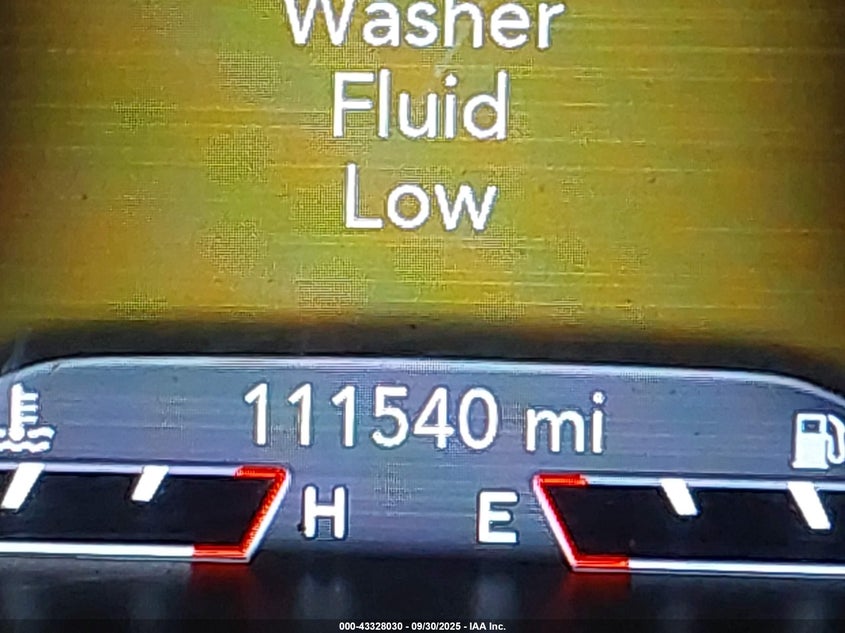 Washer
Fluid
Low
111540 mi
H E
000-43328030 - 09/30/2025 - IAA Inc.